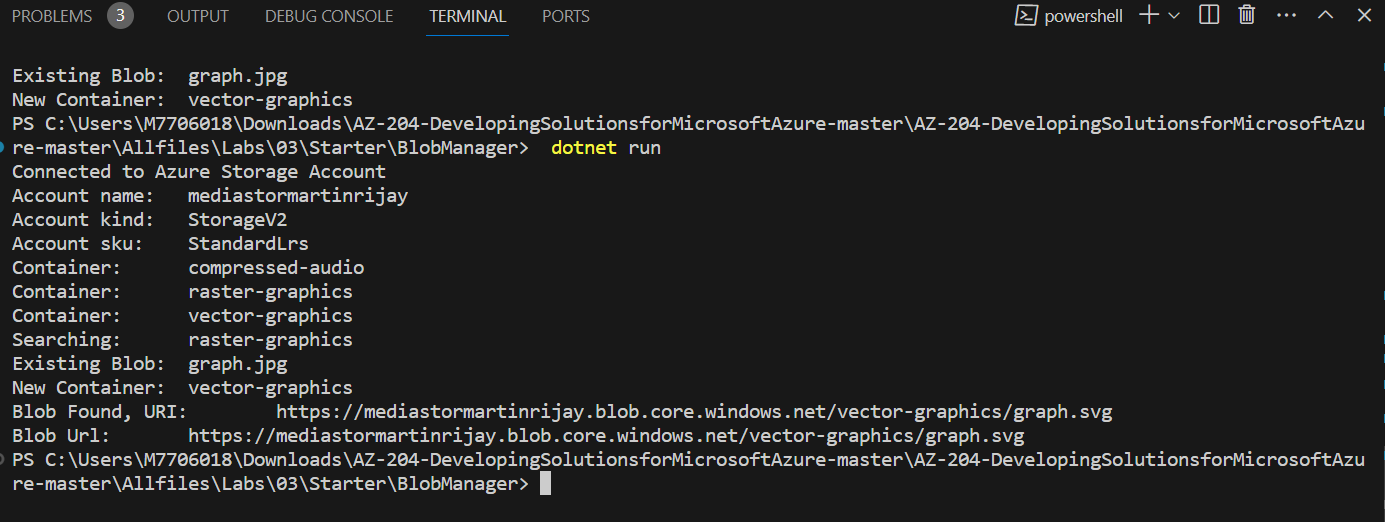 PROBLEMS 3 OUTPUT DEBUG CONSOLE TERMINAL PORTS powershell
Existing Blob: graph.jpg
New Container: vector-graphics
PS C:\Users\M7706018\Downloads\AZ-204-DevelopingSolutionsforMicrosoftAzure-master\AZ-204-DevelopingSolutionsforMicrosoftAzu
re-master\Allfiles\Labs\03\Starter\BlobManager> dotnet run
Connected to Azure Storage Account
Account name: mediastormartinrijay
Account kind: StorageV2
Account sku: StandardLrs
Container: compressed-audio
Container: raster-graphics
Container: vector-graphics
Searching: raster-graphics
Existing Blob: graph.jpg
New Container: vector-graphics
Blob Found, URI: https://mediastormartinrijay.blob.core.windows.net/vector-graphics/graph.svg
Blob Url: https://mediastormartinrijay.blob.core.windows.net/vector-graphics/graph.svg
PS C:\Users\M7706018\Downloads\AZ-204-DevelopingSolutionsforMicrosoftAzure-master\AZ-204-DevelopingSolutionsforMicrosoftAzu
re-master\Allfiles\Labs\03\Starter\BlobManager>